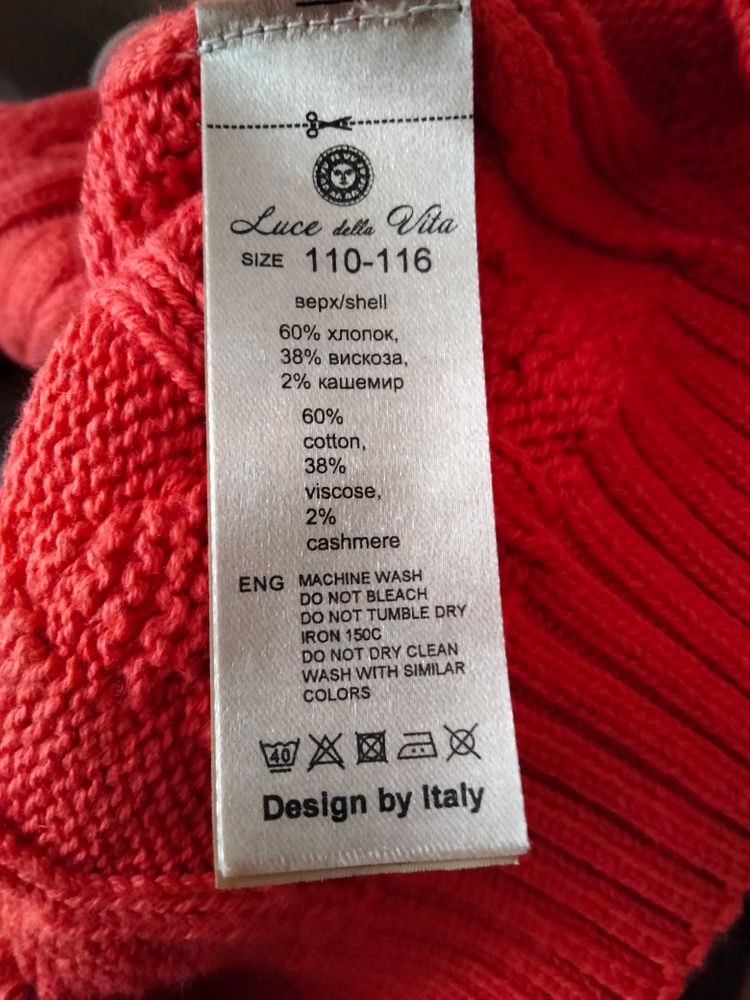 Luce della Vita
SIZE 110-116
верх/shell
60% хлопок,
38% вискоза,
2% кашемир
60%
cotton,
38%
viscose,
2%
cashmere
ENG MACHINE WASH
DO NOT BLEACH
DO NOT TUMBLE DRY
IRON 150C
DO NOT DRY CLEAN
WASH WITH SIMILAR
COLORS
40
Design by Italy